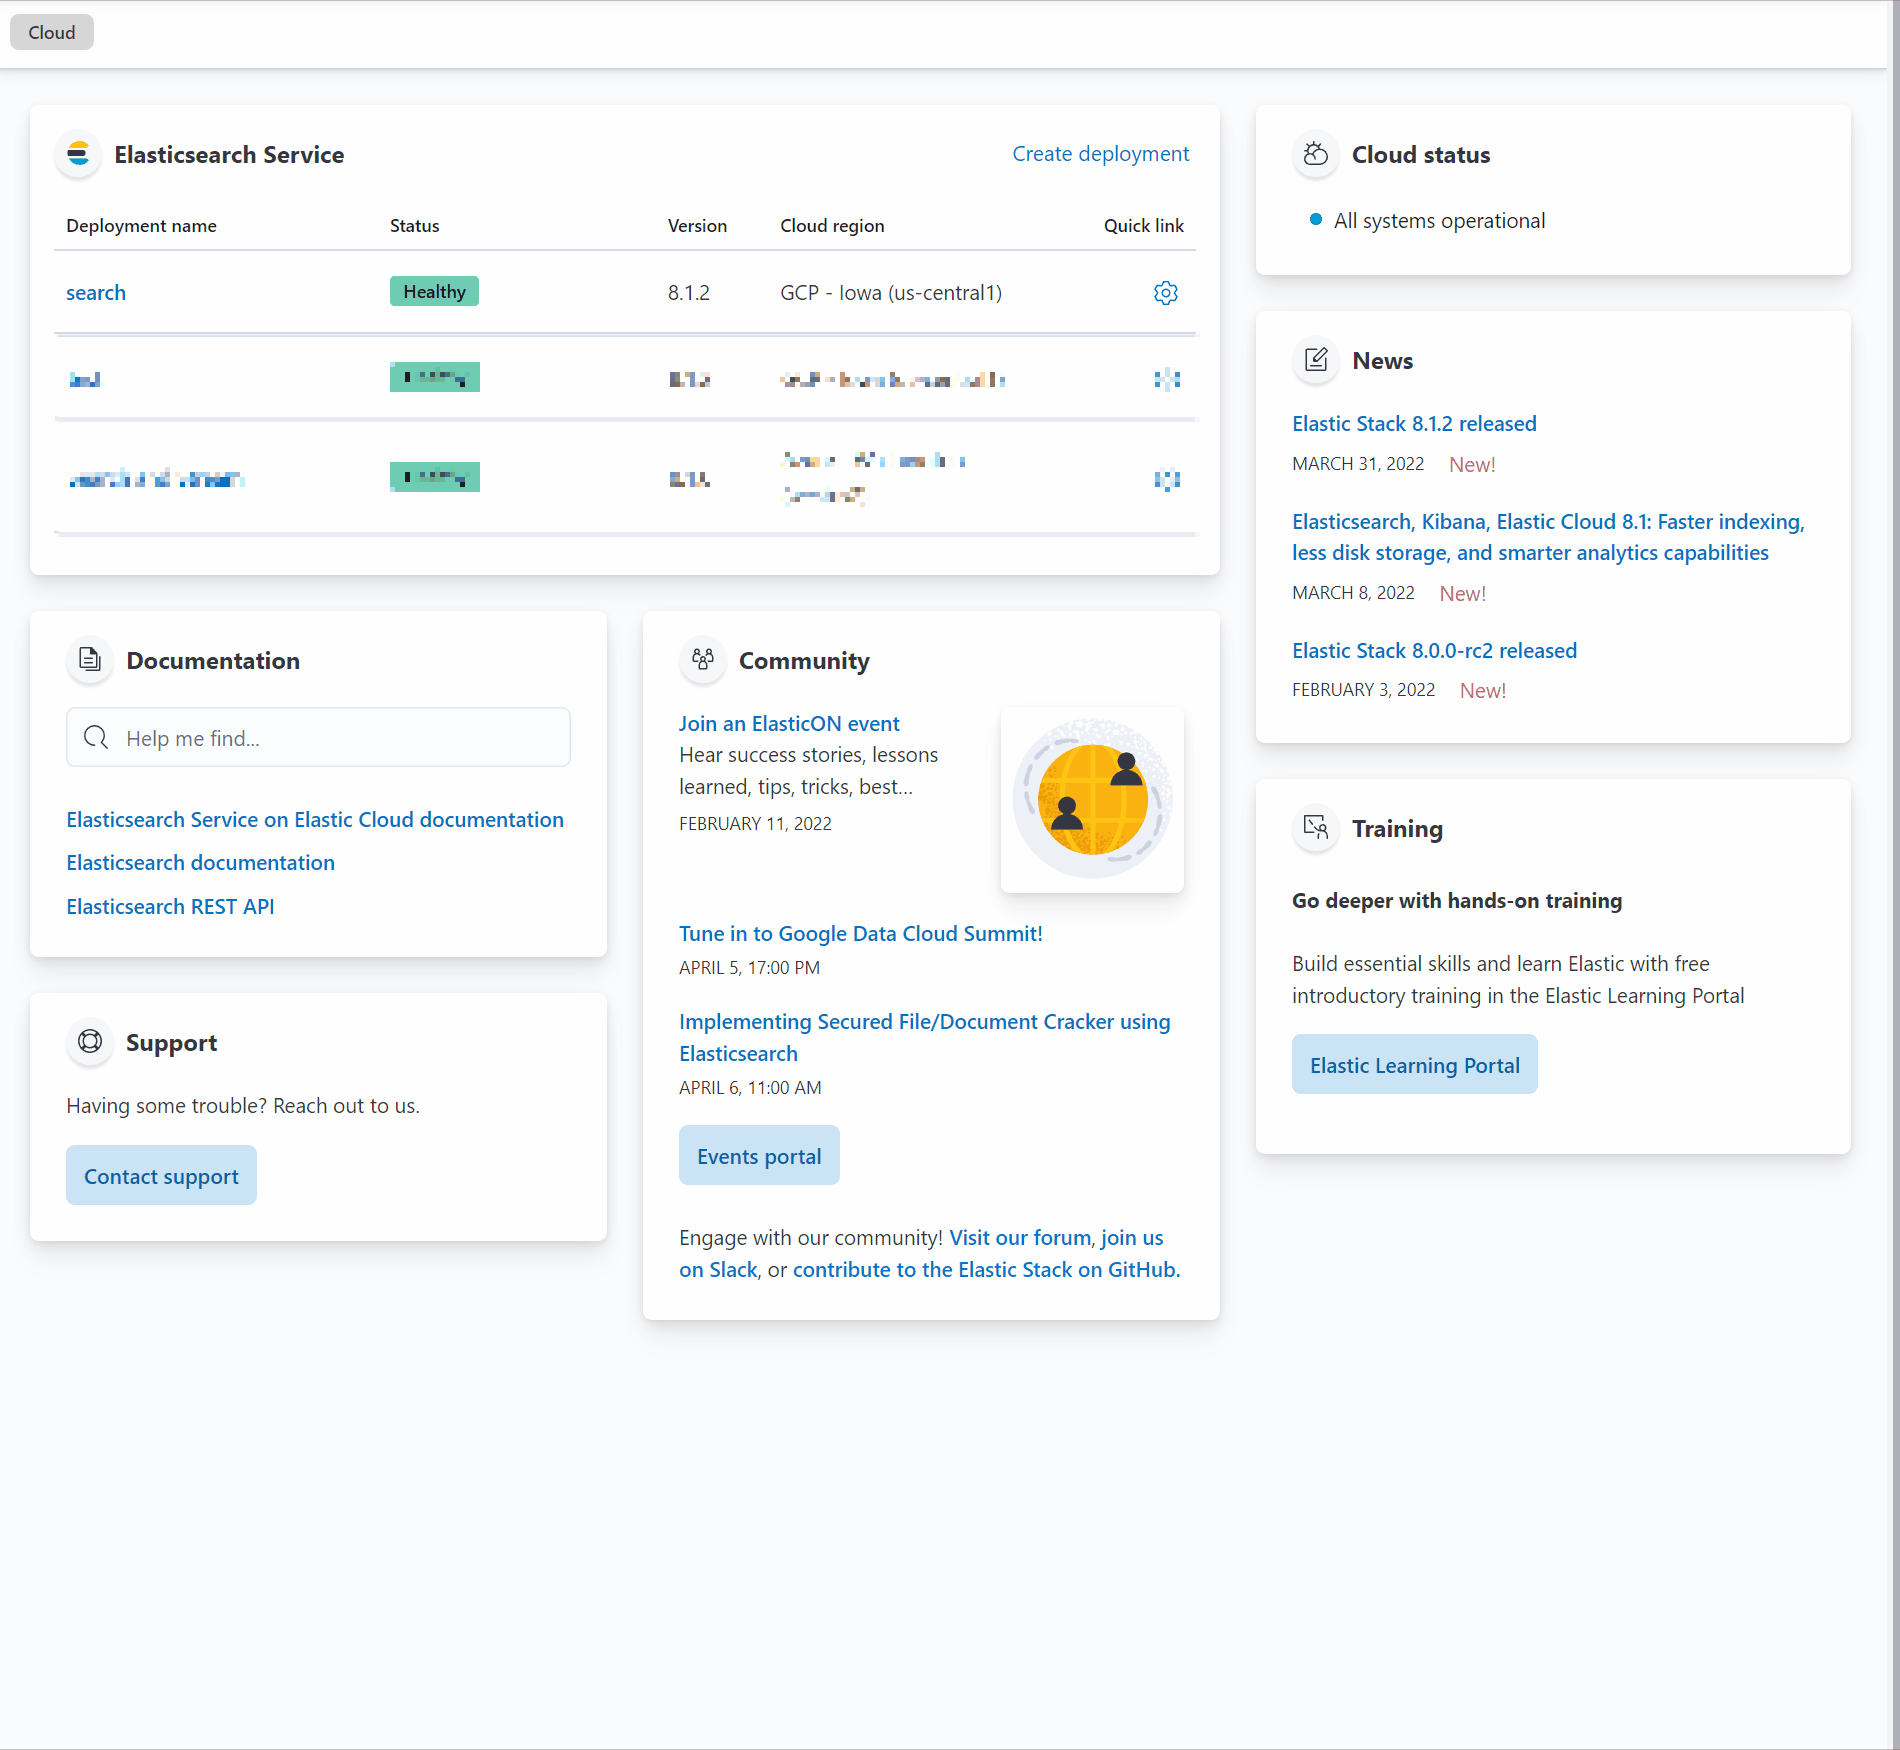 Cloud
Elasticsearch Service
Create deployment
Deployment name Status Version Cloud region Quick link
search Healthy 8.1.2 GCP - Iowa (us-central1)
Documentation
Help me find...
Elasticsearch Service on Elastic Cloud documentation
Elasticsearch documentation
Elasticsearch REST API
Support
Having some trouble? Reach out to us.
Contact support
Community
Join an ElasticON event
Hear success stories, lessons
learned, tips, tricks, best...
FEBRUARY 11, 2022
Tune in to Google Data Cloud Summit!
APRIL 5, 17:00 PM
Implementing Secured File/Document Cracker using
Elasticsearch
APRIL 6, 11:00 AM
Events portal
Engage with our community! Visit our forum, join us
on Slack, or contribute to the Elastic Stack on GitHub.
Cloud status
All systems operational
News
Elastic Stack 8.1.2 released
MARCH 31, 2022 New!
Elasticsearch, Kibana, Elastic Cloud 8.1: Faster indexing,
less disk storage, and smarter analytics capabilities
MARCH 8, 2022 New!
Elastic Stack 8.0.0-rc2 released
FEBRUARY 3, 2022 New!
Training
Go deeper with hands-on training
Build essential skills and learn Elastic with free
introductory training in the Elastic Learning Portal
Elastic Learning Portal